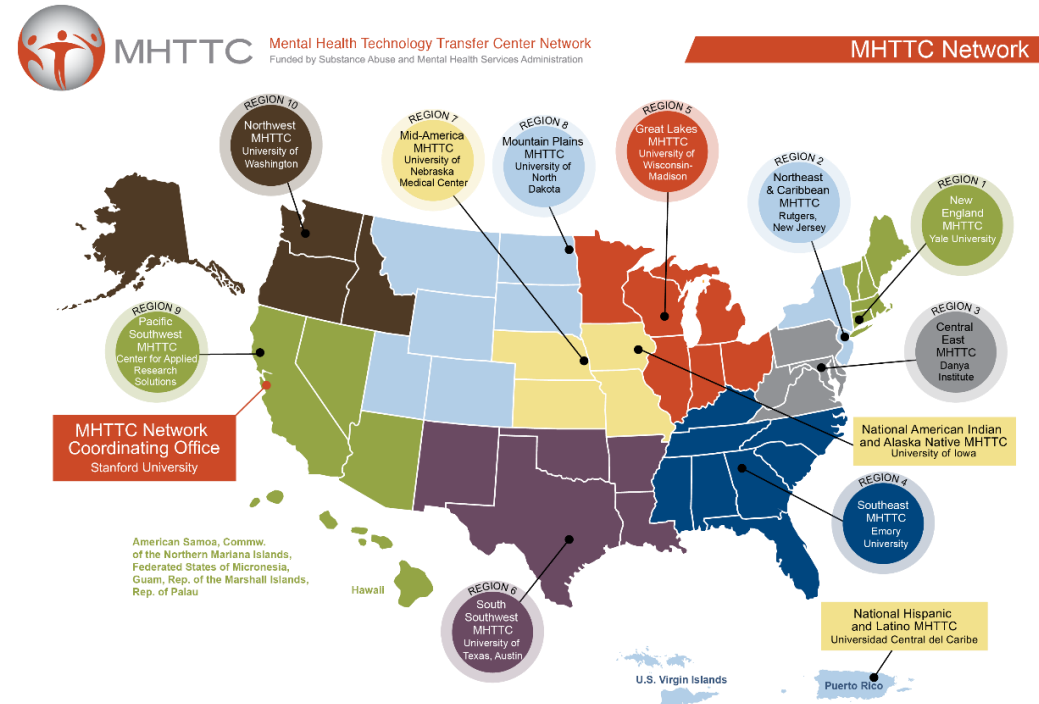 MHTTC
Mental Health Technology Transfer Center Network
Funded by Substance Abuse and Mental Health Services Administration
MHTTC Network
REGION 10
Northwest
MHTTC
University of
Washington
REGION 7
Mid-America
MHTTC
University of
Nebraska
Medical Center
REGION 8
Mountain Plains
MHTTC
University of
North
Dakota
REGION 5
Great Lakes
MHTTC
University of
Wisconsin-
Madison
REGION 2
Northeast
& Caribbean
MHTTC
Rutgers,
New Jersey
REGION 1
New
England
MHTTC
Yale University
REGION 9
Pacific
Southwest
MHTTC
Center for Applied
Research
Solutions
REGION 3
Central
East
MHTTC
Danya
Institute
MHTTC Network
Coordinating Office
Stanford University
National American Indian
and Alaska Native MHTTC
University of Iowa
REGION 4
Southeast
MHTTC
Emory
University
American Samoa, Commw.
of the Northern Mariana Islands,
Federated States of Micronesia,
Guam, Rep. of the Marshall Islands,
Rep. of Palau
Hawaii
REGION 6
South
Southwest
MHTTC
University of
Texas, Austin
National Hispanic
and Latino MHTTC
Universidad Central del Caribe
U.S. Virgin Islands
Puerto Rico